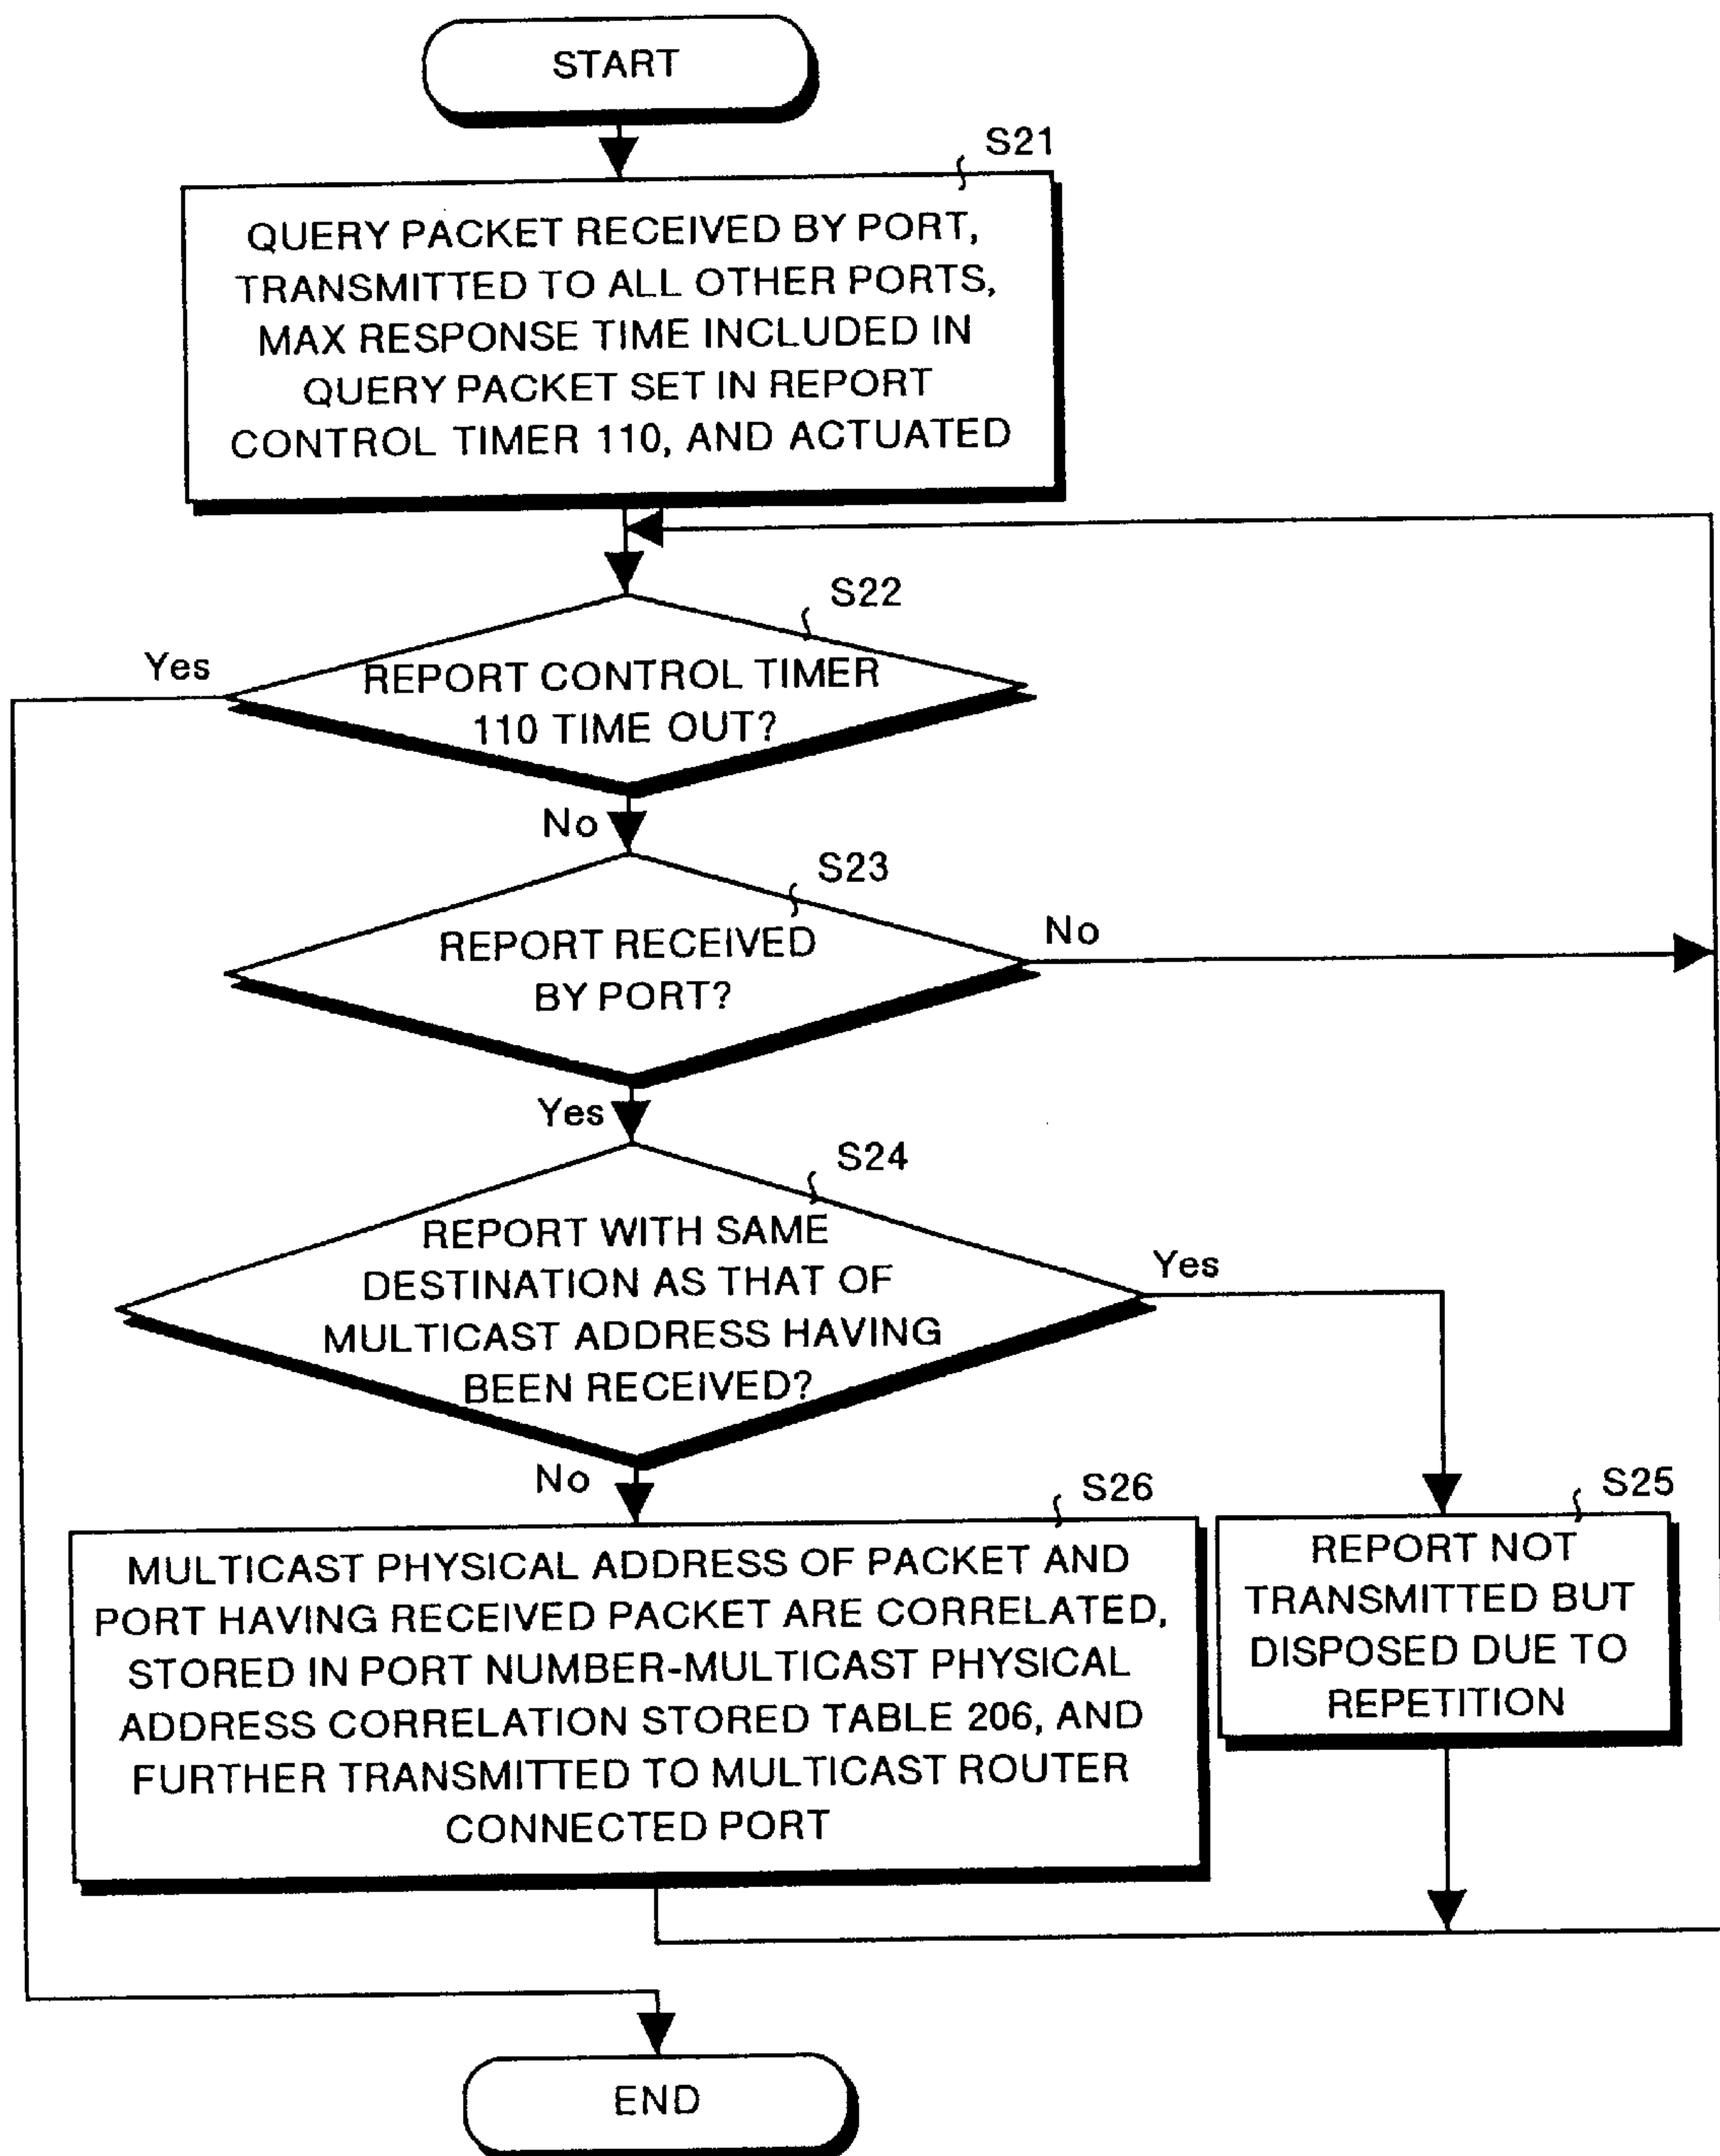 START
S21
QUERY PACKET RECEIVED BY PORT,
TRANSMITTED TO ALL OTHER PORTS,
MAX RESPONSE TIME INCLUDED IN
QUERY PACKET SET IN REPORT
CONTROL TIMER 110, AND ACTUATED
S22
Yes
REPORT CONTROL TIMER
110 TIME OUT?
No
S23
REPORT RECEIVED
BY PORT?
No
Yes
S24
REPORT WITH SAME
DESTINATION AS THAT OF
MULTICAST ADDRESS HAVING
BEEN RECEIVED?
Yes
No
S26
MULTICAST PHYSICAL ADDRESS OF PACKET AND
PORT HAVING RECEIVED PACKET ARE CORRELATED,
STORED IN PORT NUMBER-MULTICAST PHYSICAL
ADDRESS CORRELATION STORED TABLE 206, AND
FURTHER TRANSMITTED TO MULTICAST ROUTER
CONNECTED PORT
S25
REPORT NOT
TRANSMITTED BUT
DISPOSED DUE TO
REPETITION
END